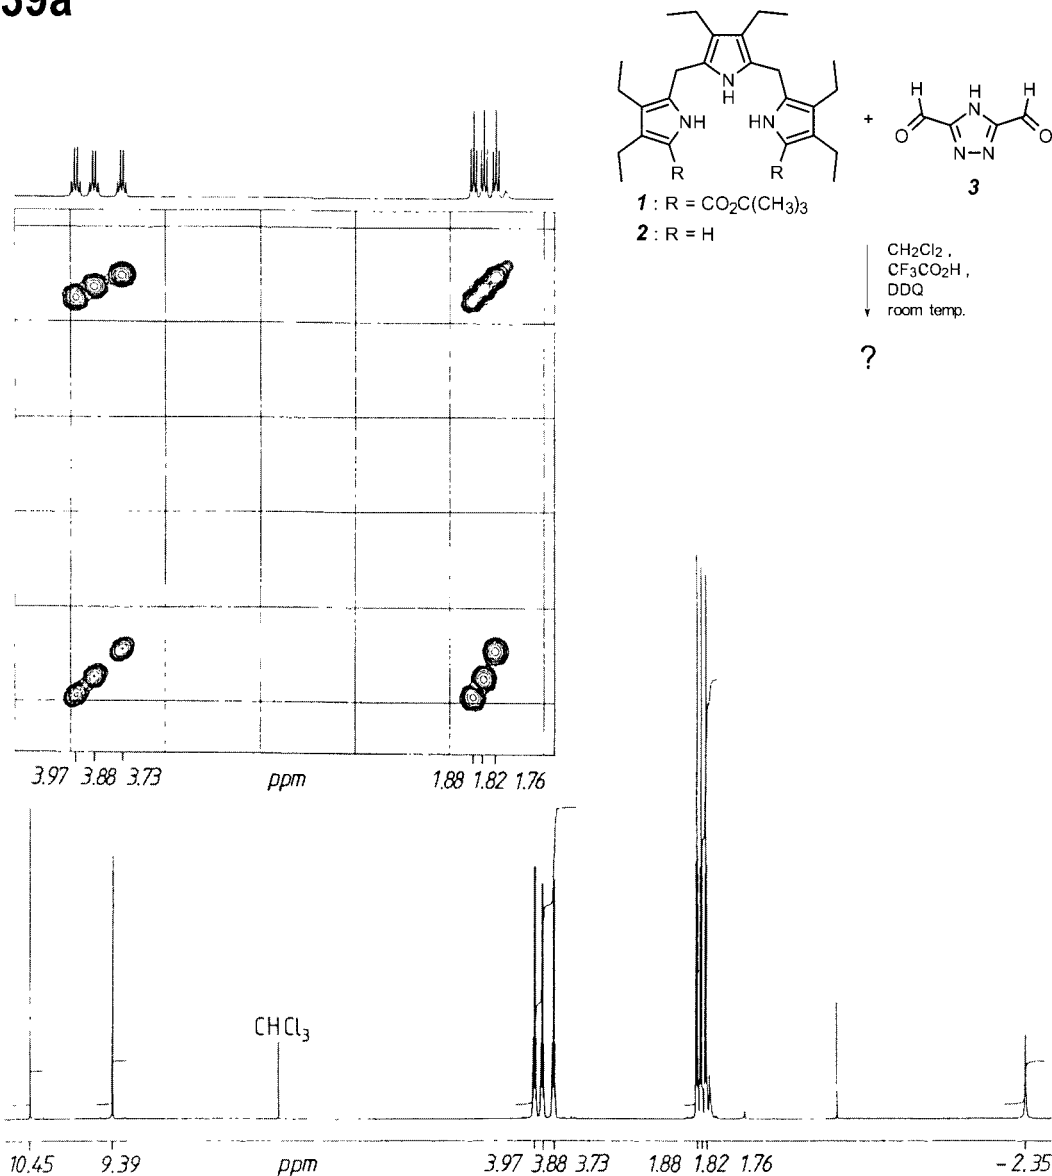 39a
N
H
NH
HN
R
R
+
H
O
H
N
N
N
H
O
3
1 : R = CO₂C(CH₃)₃
2 : R = H
CH₂Cl₂ ,
CF₃CO₂H ,
DDQ
room temp.
?
3.97 3.88 3.73 ppm 1.88 1.82 1.76
CHCl₃
10.45 9.39 ppm 3.97 3.88 3.73 1.88 1.82 1.76 -2.35